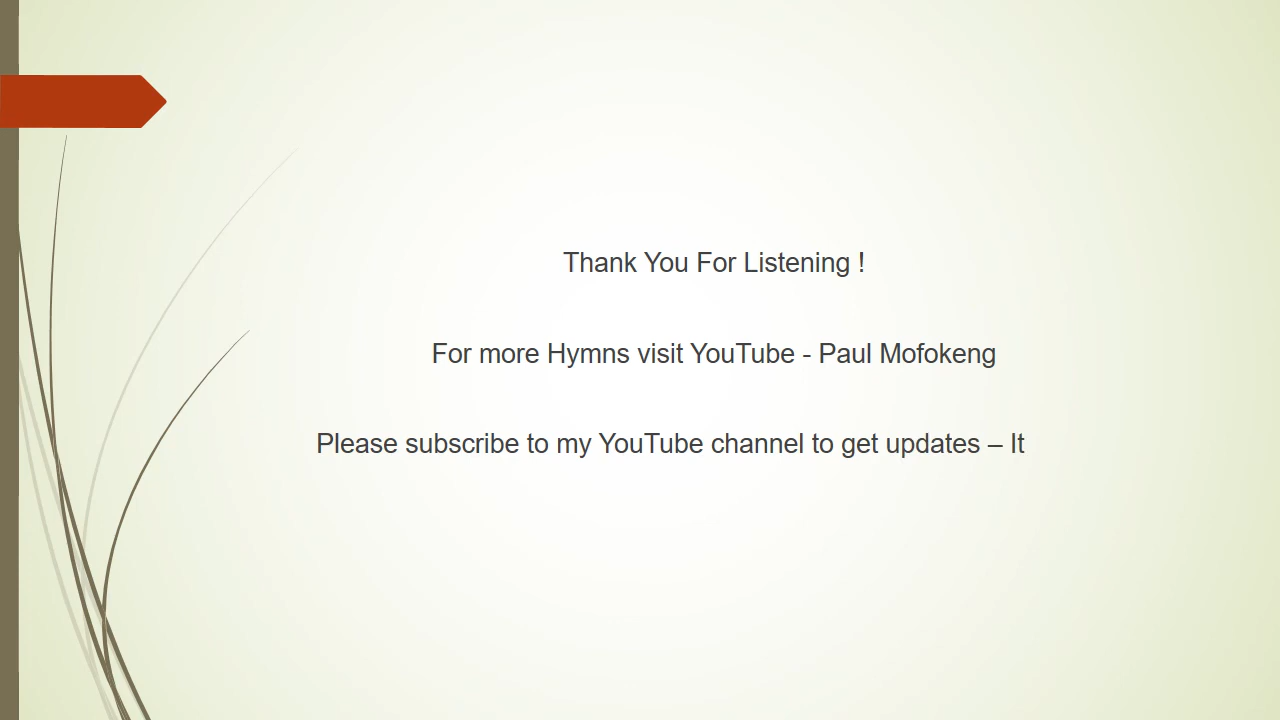 Thank You For Listening !
For more Hymns visit YouTube - Paul Mofokeng
Please subscribe to my YouTube channel to get updates – It